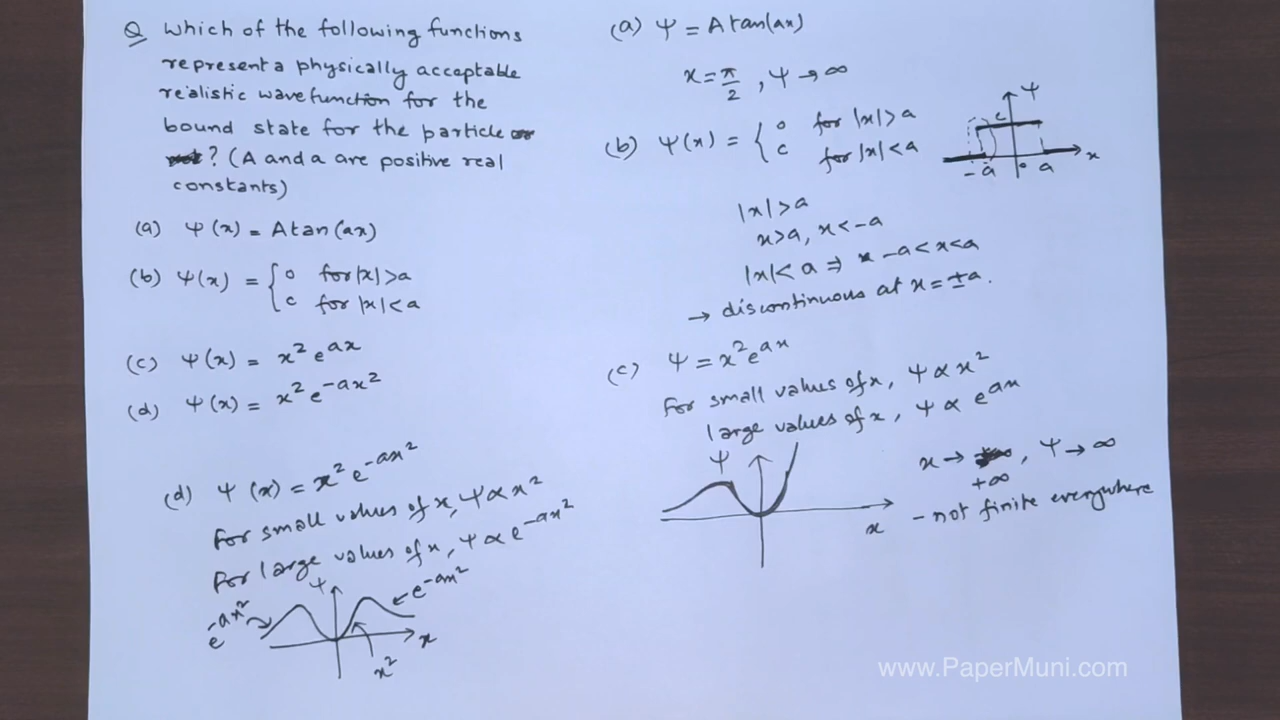 Q Which of the following functions
represent a physically acceptable
realistic wavefunction for the
bound state for the particle
? (A and a are positive real
constants)
(a) Ψ(x) = A tan(ax)
(b) Ψ(x) = { 0 for |x| > a
c for |x| < a
(c) Ψ(x) = x² e^{ax}
(d) Ψ(x) = x² e^{-ax²}
(d) Ψ(x) = x² e^{-ax²}
For small values of x, Ψ ∝ x²
For large values of x, Ψ ∝ e^{-ax²}
Ψ
e^{-ax²}
e^{-ax²}
x
x²
(a) Ψ = A tan(ax)
x = π/2 , Ψ → ∞
(b) Ψ(x) = { 0 for |x| > a
c for |x| < a
Ψ
c
-a 0 a x
|x| > a
x > a, x < -a
|x| < a ⇒ x -a < x < a
→ discontinuous at x = ±a.
(c) Ψ = x² e^{ax}
For small values of x, Ψ ∝ x²
large values of x, Ψ ∝ e^{ax}
Ψ
x
x → +∞ , Ψ → ∞
- not finite everywhere
www.PaperMuni.com